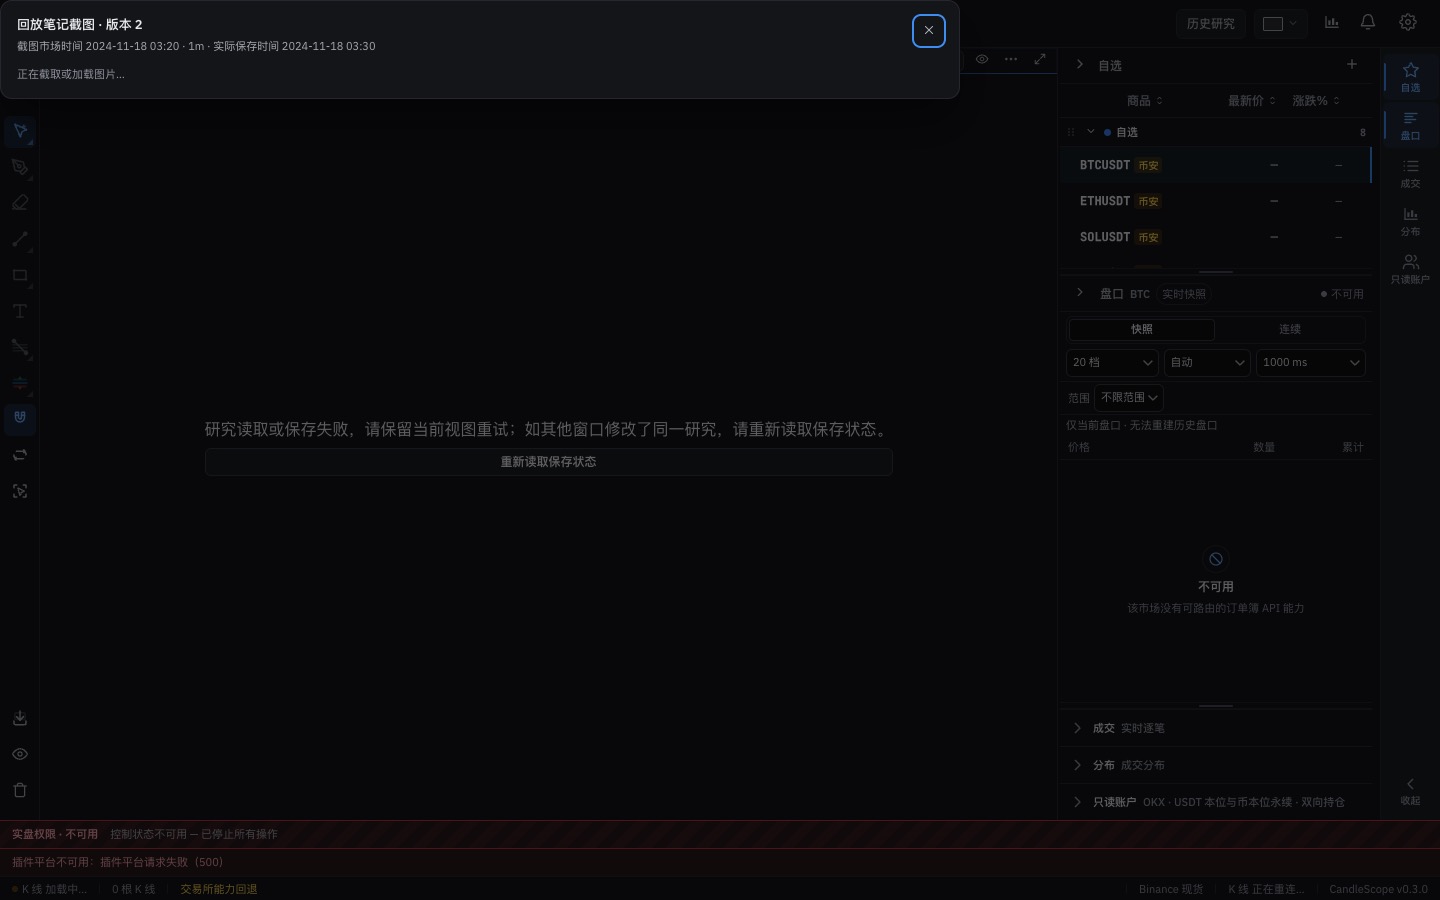 回放笔记截图 · 版本 2
截图市场时间 2024-11-18 03:20 · 1m · 实际保存时间 2024-11-18 03:30
正在截取或加载图片...
历史研究
自选
商品 最新价 涨跌%
自选 8
BTCUSDT 币安 — —
ETHUSDT 币安 — —
SOLUSDT 币安 — —
盘口 BTC 实时快照 不可用
快照 连续
20 档 自动 1000 ms
范围 不限范围
仅当前盘口 · 无法重建历史盘口
价格 数量 累计
不可用
该市场没有可路由的订单簿 API 能力
成交 实时逐笔
分布 成交分布
只读账户 OKX · USDT 本位与币本位永续 · 双向持仓
自选
盘口
成交
分布
只读账户
收起
研究读取或保存失败，请保留当前视图重试；如其他窗口修改了同一研究，请重新读取保存状态。
重新读取保存状态
实盘权限 · 不可用 控制状态不可用 — 已停止所有操作
插件平台不可用：插件平台请求失败（500）
K 线 加载中... 0 根 K 线 交易所能力回退 Binance 现货 K 线 正在重连... CandleScope v0.3.0